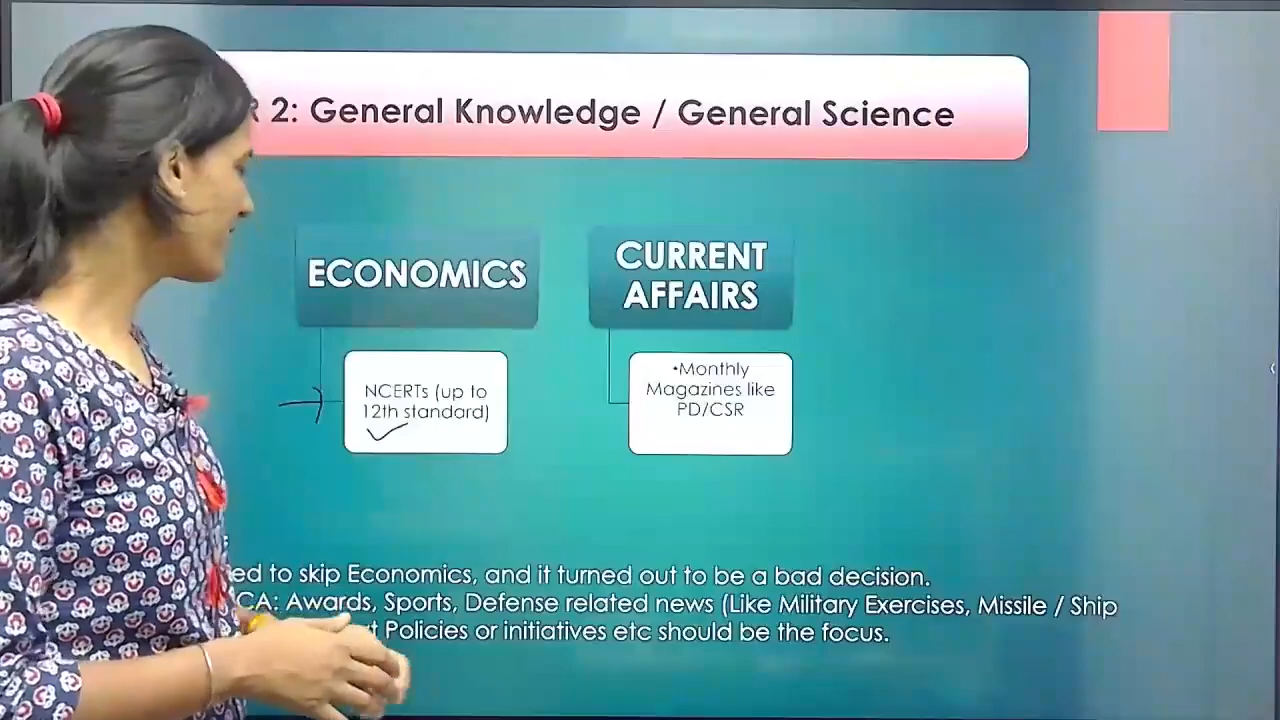 2: General Knowledge / General Science
ECONOMICS
NCERTs (up to
12th standard)
CURRENT
AFFAIRS
•Monthly
Magazines like
PD/CSR
to skip Economics, and it turned out to be a bad decision.
CA: Awards, Sports, Defense related news (Like Military Exercises, Missile / Ship
Policies or initiatives etc should be the focus.